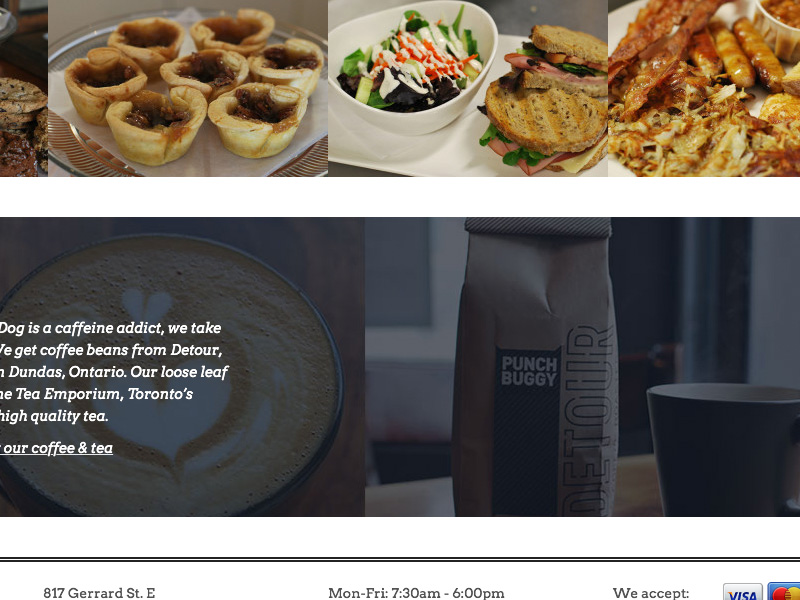 Dog is a caffeine addict, we take
We get coffee beans from Detour,
Dundas, Ontario. Our loose leaf
Tea Emporium, Toronto's
high quality tea.
our coffee & tea
PUNCH
BUGGY
DETOUR
817 Gerrard St. E
Mon-Fri: 7:30am - 6:00pm
We accept:
VISA